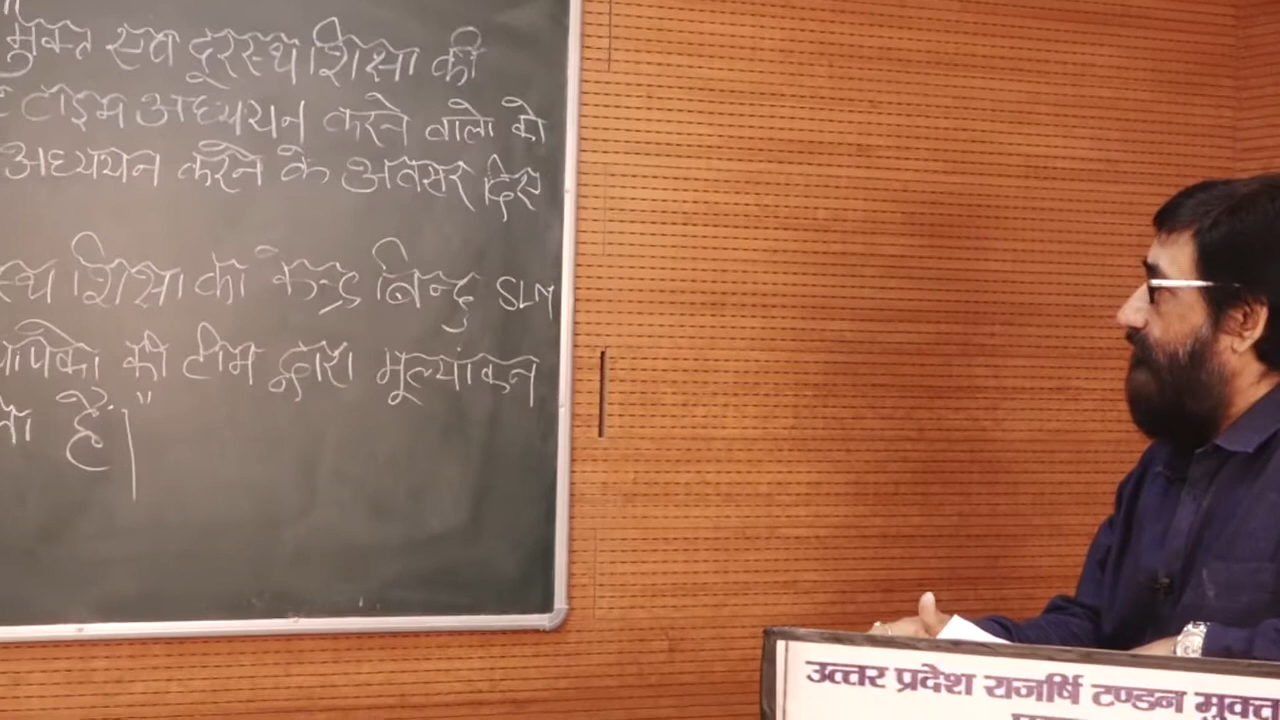 मुक्त एवं दूरस्थ शिक्षा की
टाइम अध्ययन करने वालो को
अध्ययन करने के अवसर दिए
शिक्षा का केन्द्र बिन्दु SLM
की टीम द्वारा मूल्यांकन
है।"
उत्तर प्रदेश राजर्षि टण्डन मुक्त